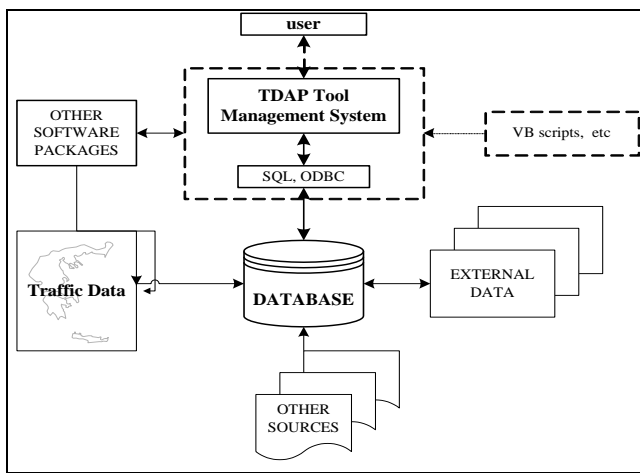 user
TDAP Tool
Management System
OTHER
SOFTWARE
PACKAGES
VB scripts, etc
SQL, ODBC
Traffic Data
DATABASE
EXTERNAL
DATA
OTHER
SOURCES